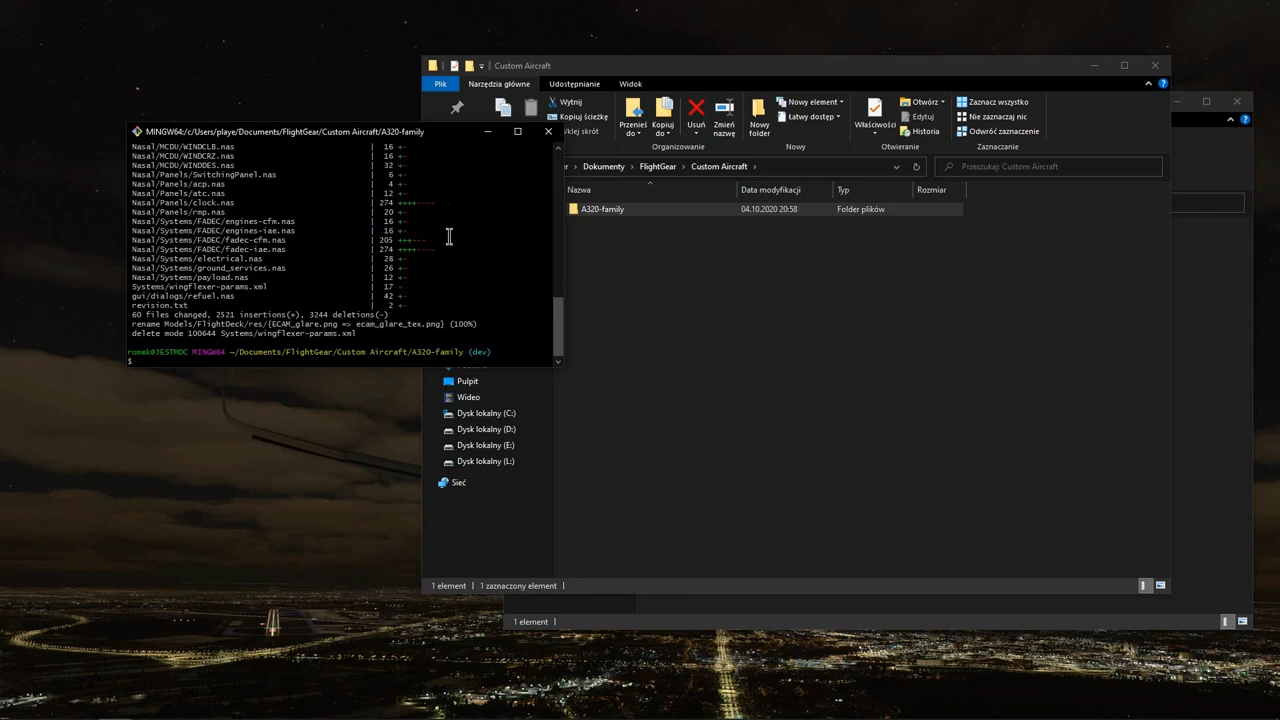 Custom Aircraft
Plik
Narzędzia główne
Udostępnianie
Widok
Wytnij
Kopiuj ścieżkę
klej skrót
Przenieś do
Kopiuj do
Usuń
Zmień nazwę
Nowy folder
Nowy element
Łatwy dostęp
Właściwości
Otwórz
Edytuj
Historia
Zaznacz wszystko
Nie zaznaczaj nic
Odwróć zaznaczenie
Organizowanie
Nowy
Otwieranie
Zaznaczanie
er > Dokumenty > FlightGear > Custom Aircraft >
Przeszukaj: Custom Aircraft
Nazwa Data modyfikacji Typ Rozmiar
A320-family 04.10.2020 20:58 Folder plików
MINGW64:/c/Users/playe/Documents/FlightGear/Custom Aircraft/A320-family
Nasal/MCDU/WINDCLB.nas | 16 +-
Nasal/MCDU/WINDCRZ.nas | 16 +-
Nasal/MCDU/WINDDES.nas | 32 +-
Nasal/Panels/SwitchingPanel.nas | 6 +-
Nasal/Panels/acp.nas | 4 +-
Nasal/Panels/atc.nas | 12 +-
Nasal/Panels/clock.nas | 274 ++++----
Nasal/Panels/rmp.nas | 20 +-
Nasal/Systems/FADEC/engines-cfm.nas | 16 +-
Nasal/Systems/FADEC/engines-iae.nas | 16 +-
Nasal/Systems/FADEC/fadec-cfm.nas | 205 +++---
Nasal/Systems/FADEC/fadec-iae.nas | 274 ++++----
Nasal/Systems/electrical.nas | 28 +-
Nasal/Systems/ground_services.nas | 26 +-
Nasal/Systems/payload.nas | 12 +-
Systems/wingflexer-params.xml | 17 -
gui/dialogs/refuel.nas | 42 +-
revision.txt | 2 +-
60 files changed, 2521 insertions(+), 3244 deletions(-)
rename Models/FlightDeck/res/{ECAM_glare.png => ecam_glare_tex.png} (100%)
delete mode 100644 Systems/wingflexer-params.xml
romek@JESTMOC MINGW64 ~/Documents/FlightGear/Custom Aircraft/A320-family (dev)
$
Pulpit
Wideo
Dysk lokalny (C:)
Dysk lokalny (D:)
Dysk lokalny (E:)
Dysk lokalny (L:)
Sieć
1 element
1 zaznaczony element
1 element